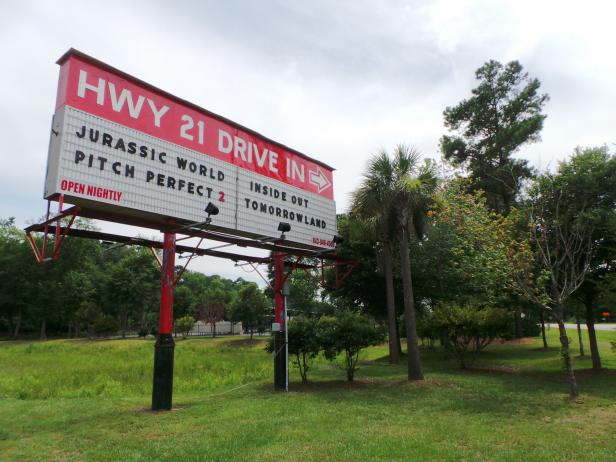 HWY 21 DRIVE IN
JURASSIC WORLD
PITCH PERFECT 2
INSIDE OUT
TOMORROWLAND
OPEN NIGHTLY